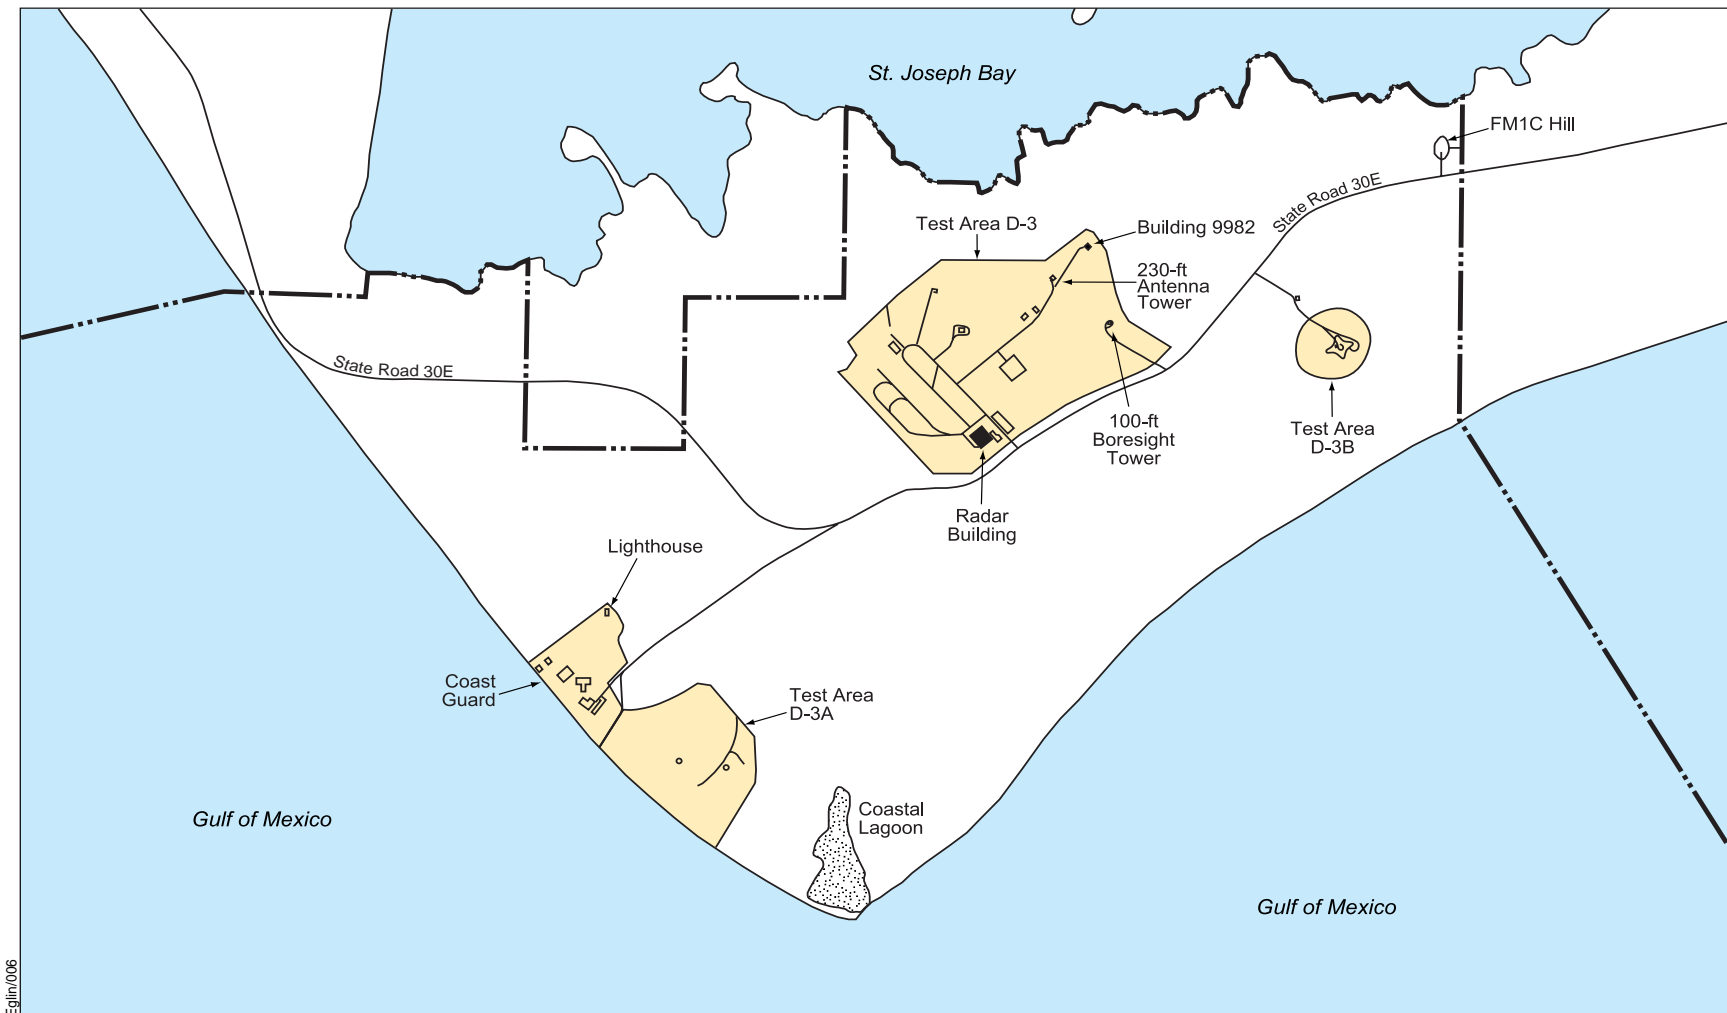 St. Joseph Bay
FM1C Hill
State Road 30E
Test Area D-3
Building 9982
230-ft
Antenna
Tower
State Road 30E
100-ft
Boresight
Tower
Test Area
D-3B
Radar
Building
Lighthouse
Coast
Guard
Test Area
D-3A
Coastal
Lagoon
Gulf of Mexico
Gulf of Mexico
Eglin/006